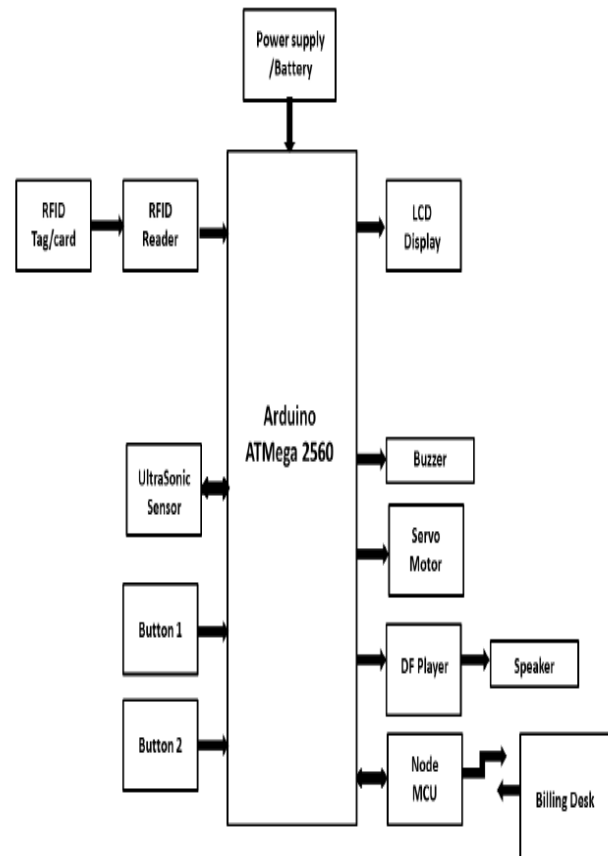 Power supply
/Battery
RFID
Tag/card
RFID
Reader
LCD
Display
Arduino
ATMega 2560
UltraSonic
Sensor
Buzzer
Servo
Motor
Button 1
DF Player
Speaker
Button 2
Node
MCU
Billing Desk